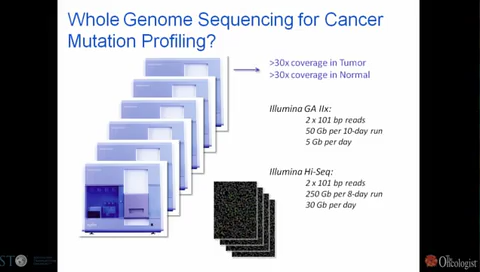 Whole Genome Sequencing for Cancer
Mutation Profiling?
>30x coverage in Tumor
>30x coverage in Normal
Illumina GA IIx:
2 x 101 bp reads
50 Gb per 10-day run
5 Gb per day
Illumina Hi-Seq:
2 x 101 bp reads
250 Gb per 8-day run
30 Gb per day
ST
The
Oncologist